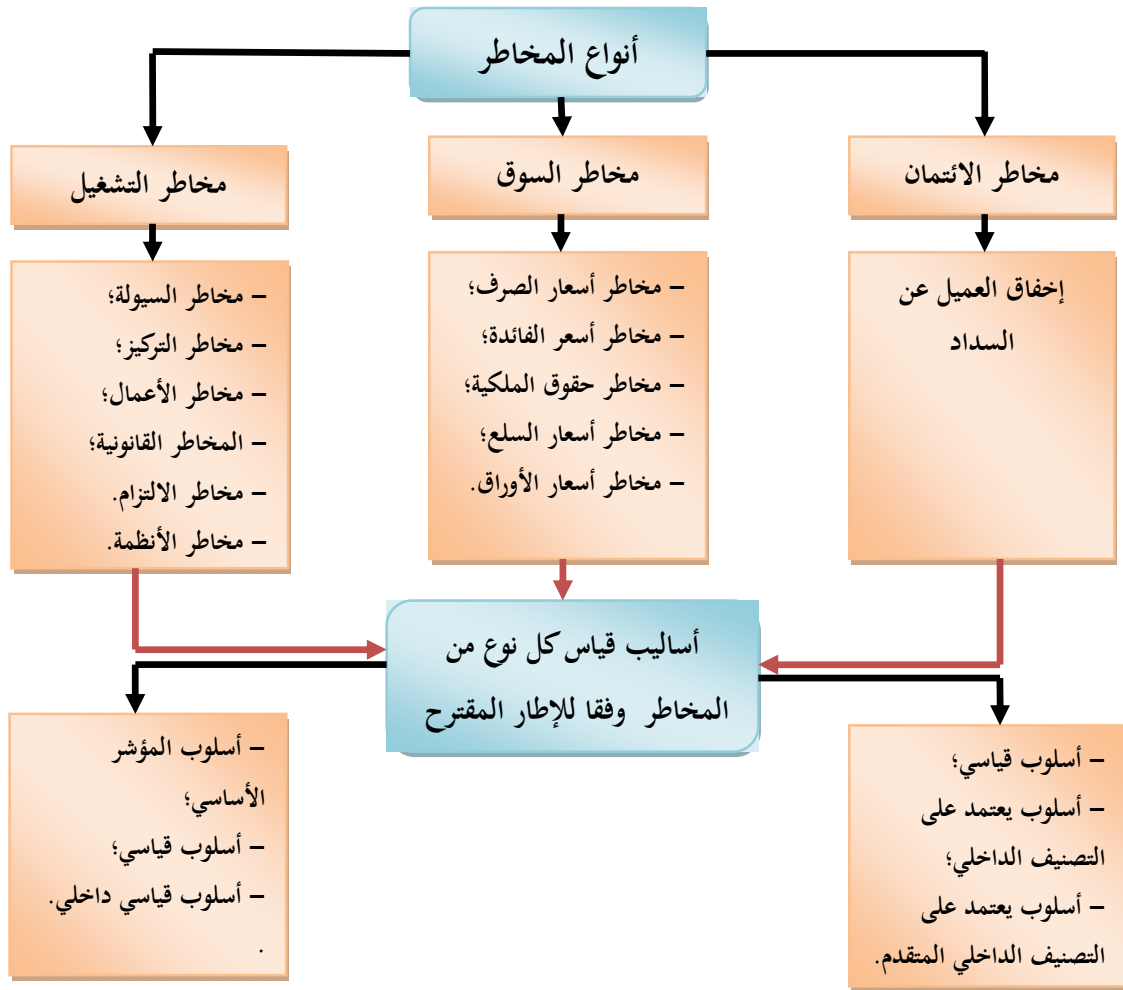 أنواع المخاطر
مخاطر الائتمان
مخاطر السوق
مخاطر التشغيل
إخفاق العميل عن
السداد
– مخاطر أسعار الصرف؛
– مخاطر أسعر الفائدة؛
– مخاطر حقوق الملكية؛
– مخاطر أسعار السلع؛
– مخاطر أسعار الأوراق.
– مخاطر السيولة؛
– مخاطر التركيز؛
– مخاطر الأعمال؛
– المخاطر القانونية؛
– مخاطر الالتزام.
– مخاطر الأنظمة.
أساليب قياس كل نوع من
المخاطر وفقا للإطار المقترح
– أسلوب قياسي؛
– أسلوب يعتمد على
التصنيف الداخلي؛
– أسلوب يعتمد على
التصنيف الداخلي المتقدم.
– أسلوب المؤشر
الأساسي؛
– أسلوب قياسي؛
– أسلوب قياسي داخلي.
.